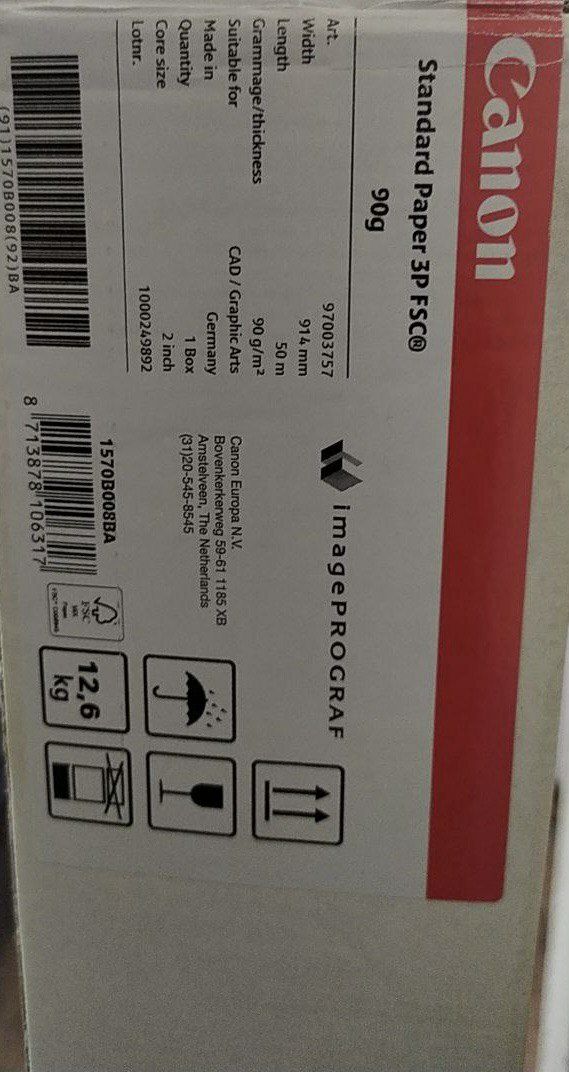 Canon
Standard Paper 3P FSC®
90g
Art. 97003757
Width 914 mm
Length 50 m
Grammage/thickness 90 g/m²
Suitable for CAD / Graphic Arts
Made in Germany
Quantity 1 Box
Core size 2 inch
Lotnr. 1000249892
(91)1570B008(92)BA
imagePROGRAF
Canon Europa N.V.
Bovenkerkerweg 59-61 1185 XB
Amstelveen, The Netherlands
(31)20-545-8545
1570B008BA
8 713878 106317
FSC
MIX
12,6
kg